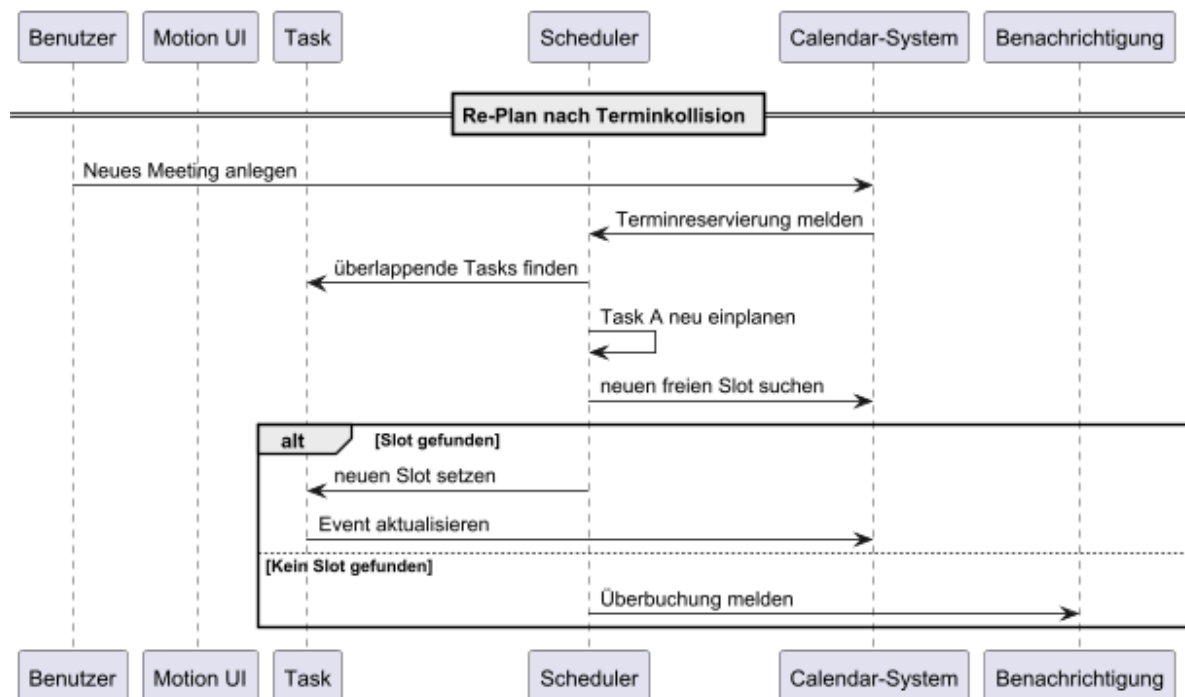 Benutzer Motion UI Task Scheduler Calendar-System Benachrichtigung
Re-Plan nach Terminkollision
Neues Meeting anlegen
Terminreservierung melden
überlappende Tasks finden
Task A neu einplanen
neuen freien Slot suchen
alt [Slot gefunden]
neuen Slot setzen
Event aktualisieren
[Kein Slot gefunden]
Überbuchung melden
Benutzer Motion UI Task Scheduler Calendar-System Benachrichtigung